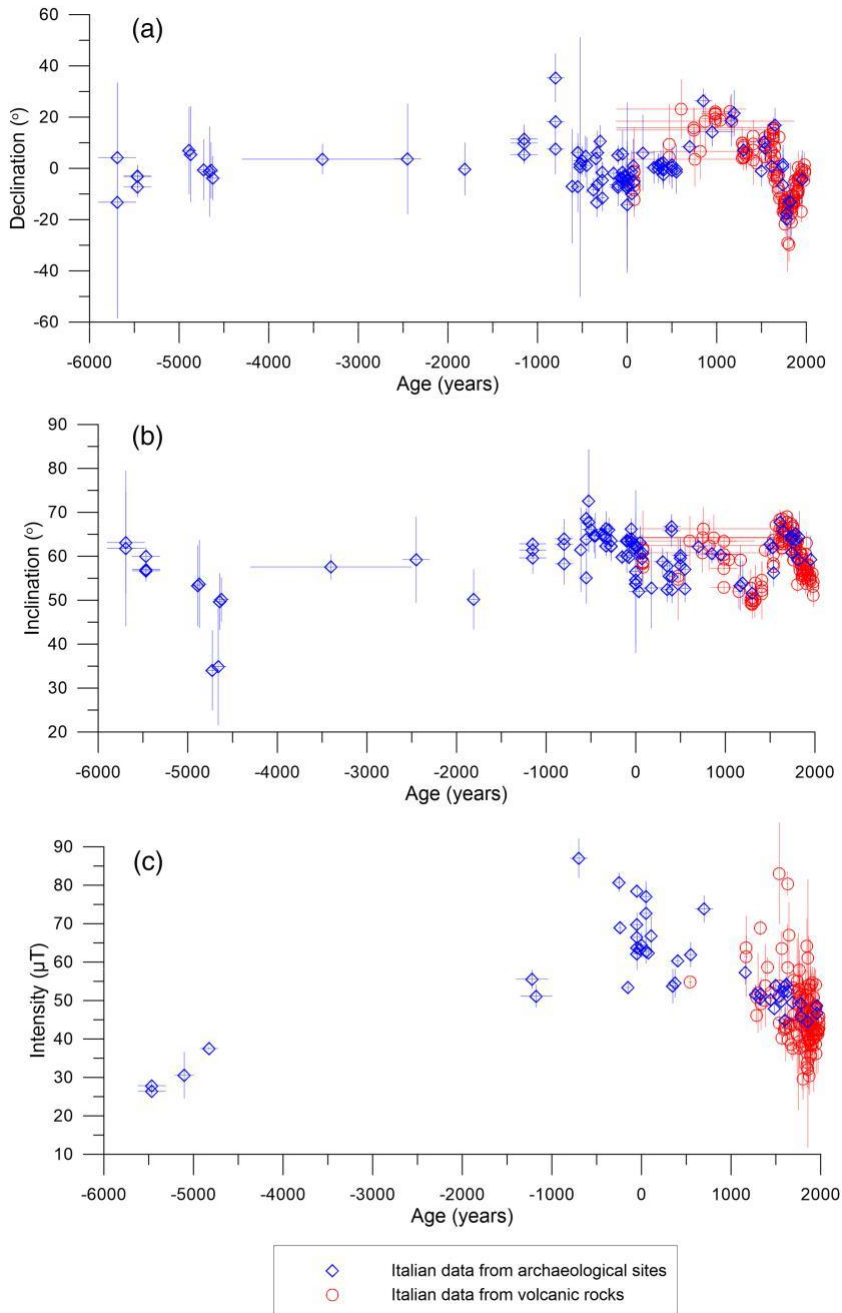 (a)
60
40
20
0
-20
-40
-60
Declination (°)
-6000 -5000 -4000 -3000 -2000 -1000 0 1000 2000
Age (years)
(b)
90
80
70
60
50
40
30
20
Inclination (°)
-6000 -5000 -4000 -3000 -2000 -1000 0 1000 2000
Age (years)
(c)
90
80
70
60
50
40
30
20
10
Intensity (μT)
-6000 -5000 -4000 -3000 -2000 -1000 0 1000 2000
Age (years)
Italian data from archaeological sites
Italian data from volcanic rocks